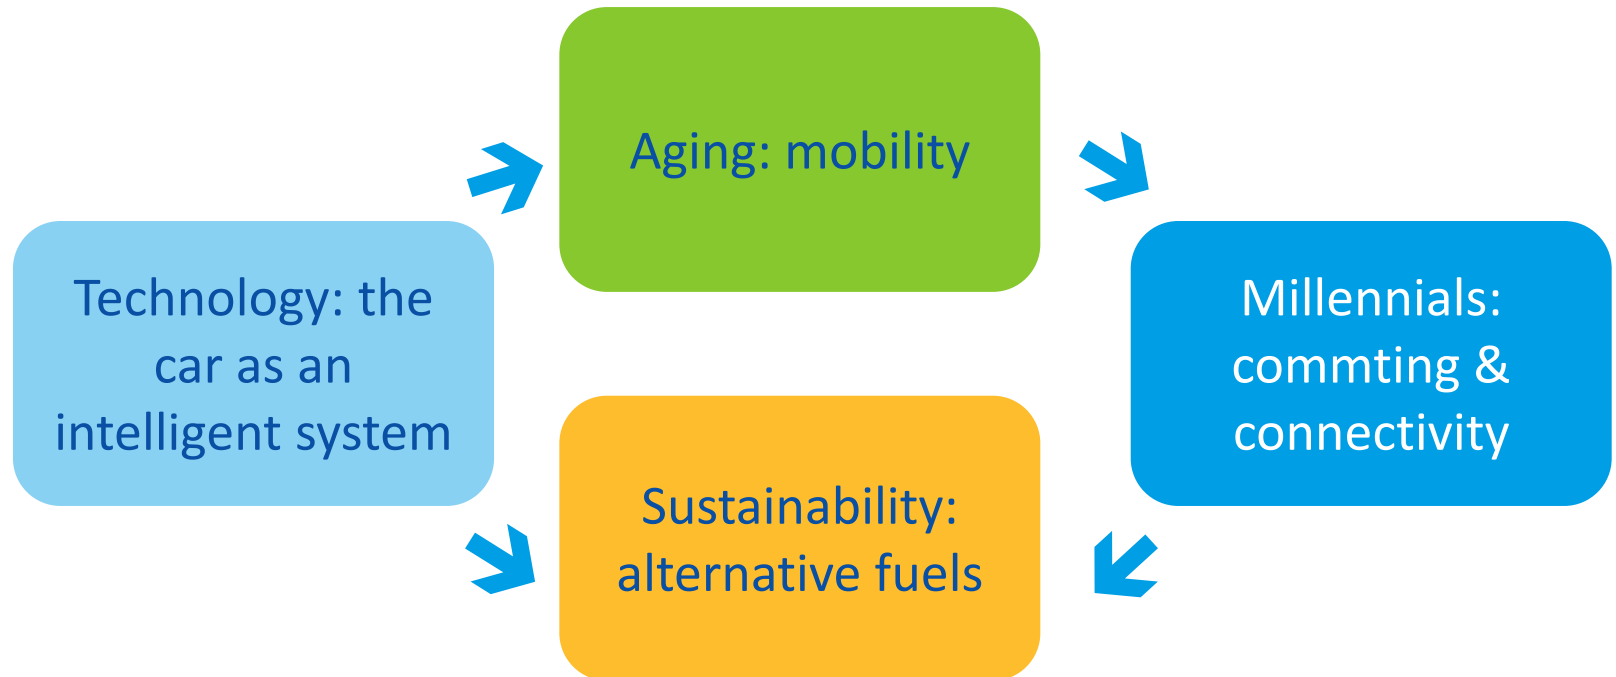 Aging: mobility
Technology: the
car as an
intelligent system
Millennials:
commting &
connectivity
Sustainability:
alternative fuels